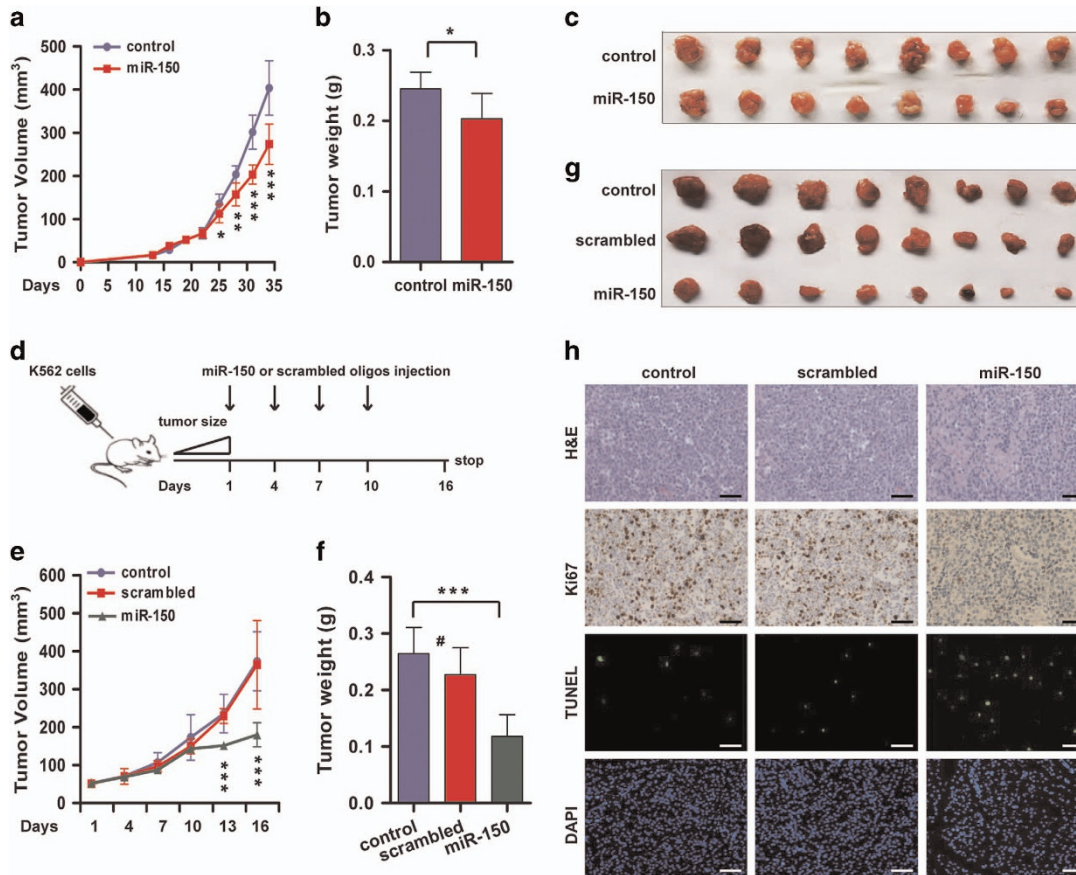 a
control
miR-150
Tumor Volume (mm³)
500
400
300
200
100
0
* ** *** ***
Days 0 5 10 15 20 25 30 35
b
*
Tumor weight (g)
0.3
0.2
0.1
0.0
control miR-150
c
control
miR-150
g
control
scrambled
miR-150
d
K562 cells
miR-150 or scrambled oligos injection
tumor size
stop
Days 1 4 7 10 16
e
control
scrambled
miR-150
Tumor Volume (mm³)
600
500
400
300
200
100
0
*** ***
Days 1 4 7 10 13 16
f
***
#
Tumor weight (g)
0.4
0.3
0.2
0.1
0.0
control scrambled miR-150
h
control scrambled miR-150
H&E
Ki67
TUNEL
DAPI